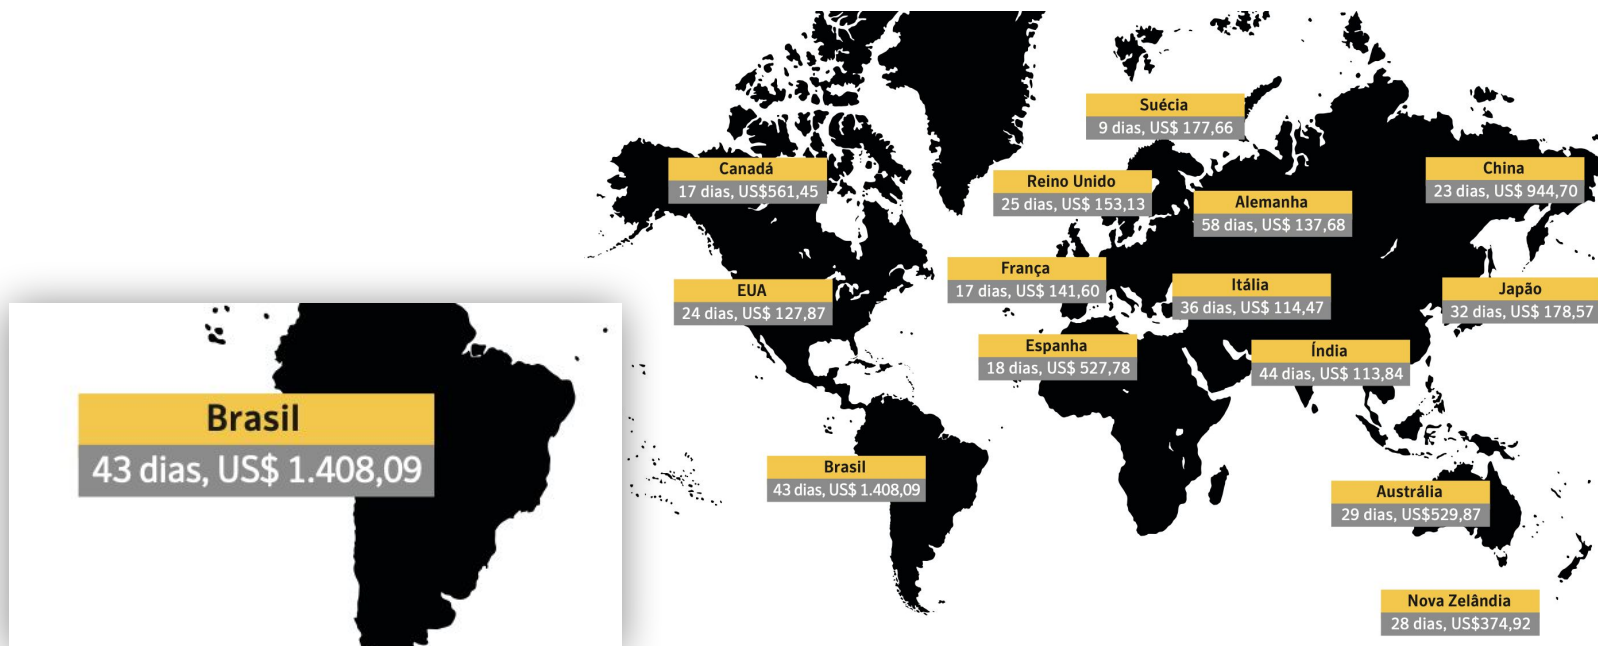 Suécia
9 dias, US$ 177,66
Canadá
17 dias, US$561,45
Reino Unido
25 dias, US$ 153,13
China
23 dias, US$ 944,70
Alemanha
58 dias, US$ 137,68
França
17 dias, US$ 141,60
EUA
24 dias, US$ 127,87
Itália
36 dias, US$ 114,47
Japão
32 dias, US$ 178,57
Espanha
18 dias, US$ 527,78
Índia
44 dias, US$ 113,84
Brasil
43 dias, US$ 1.408,09
Brasil
43 dias, US$ 1.408,09
Austrália
29 dias, US$529,87
Nova Zelândia
28 dias, US$374,92